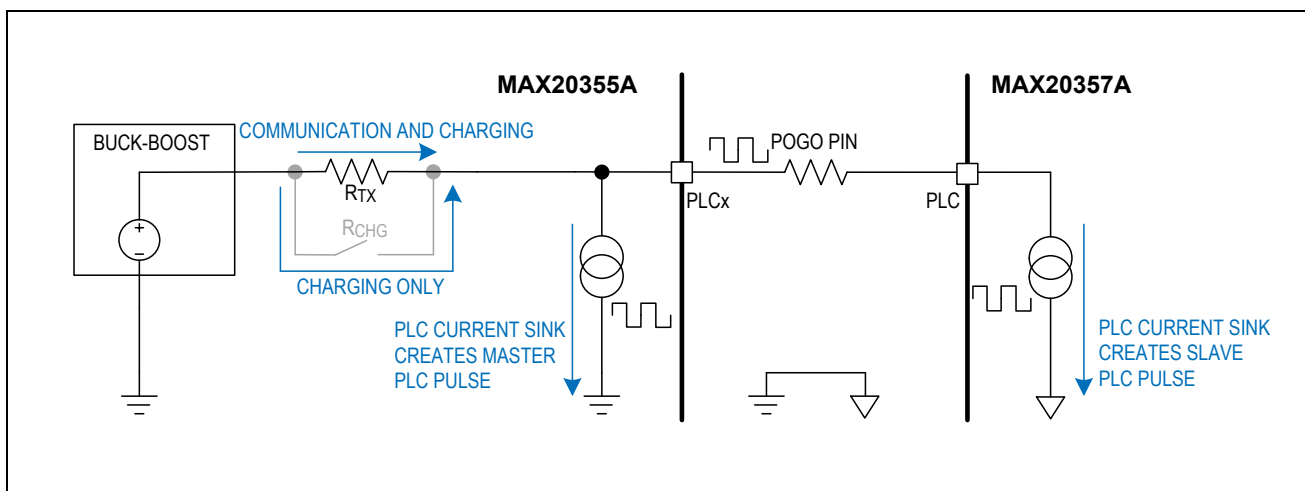 MAX20355A
MAX20357A
BUCK-BOOST
COMMUNICATION AND CHARGING
+
−
RTX
RCHG
CHARGING ONLY
POGO PIN
PLCx
PLC
PLC CURRENT SINK
CREATES MASTER
PLC PULSE
PLC CURRENT SINK
CREATES SLAVE
PLC PULSE